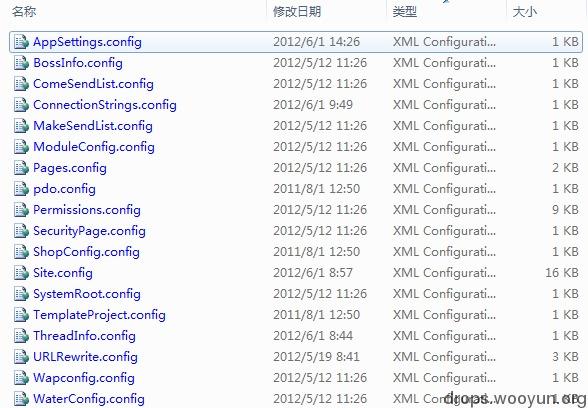 名称 修改日期 类型 大小
AppSettings.config 2012/6/1 14:26 XML Configurati... 1 KB
BossInfo.config 2012/5/12 11:26 XML Configurati... 1 KB
ComeSendList.config 2012/5/12 11:26 XML Configurati... 1 KB
ConnectionStrings.config 2012/6/1 9:49 XML Configurati... 1 KB
MakeSendList.config 2012/5/12 11:26 XML Configurati... 1 KB
ModuleConfig.config 2012/5/12 11:26 XML Configurati... 1 KB
Pages.config 2012/5/12 11:26 XML Configurati... 2 KB
pdo.config 2011/8/1 12:50 XML Configurati... 1 KB
Permissions.config 2012/5/12 11:26 XML Configurati... 9 KB
SecurityPage.config 2012/5/12 11:26 XML Configurati... 1 KB
ShopConfig.config 2011/8/1 12:50 XML Configurati... 1 KB
Site.config 2012/6/1 8:57 XML Configurati... 16 KB
SystemRoot.config 2012/5/12 11:26 XML Configurati... 1 KB
TemplateProject.config 2011/8/1 12:50 XML Configurati... 1 KB
ThreadInfo.config 2012/6/1 8:44 XML Configurati... 1 KB
URLRewrite.config 2012/5/19 8:41 XML Configurati... 3 KB
Wapconfig.config 2012/5/12 11:26 XML Configurati... 1 KB
WaterConfig.config 2012/5/12 11:26 XML Configurati... 1 KB
drops.wooyun.org